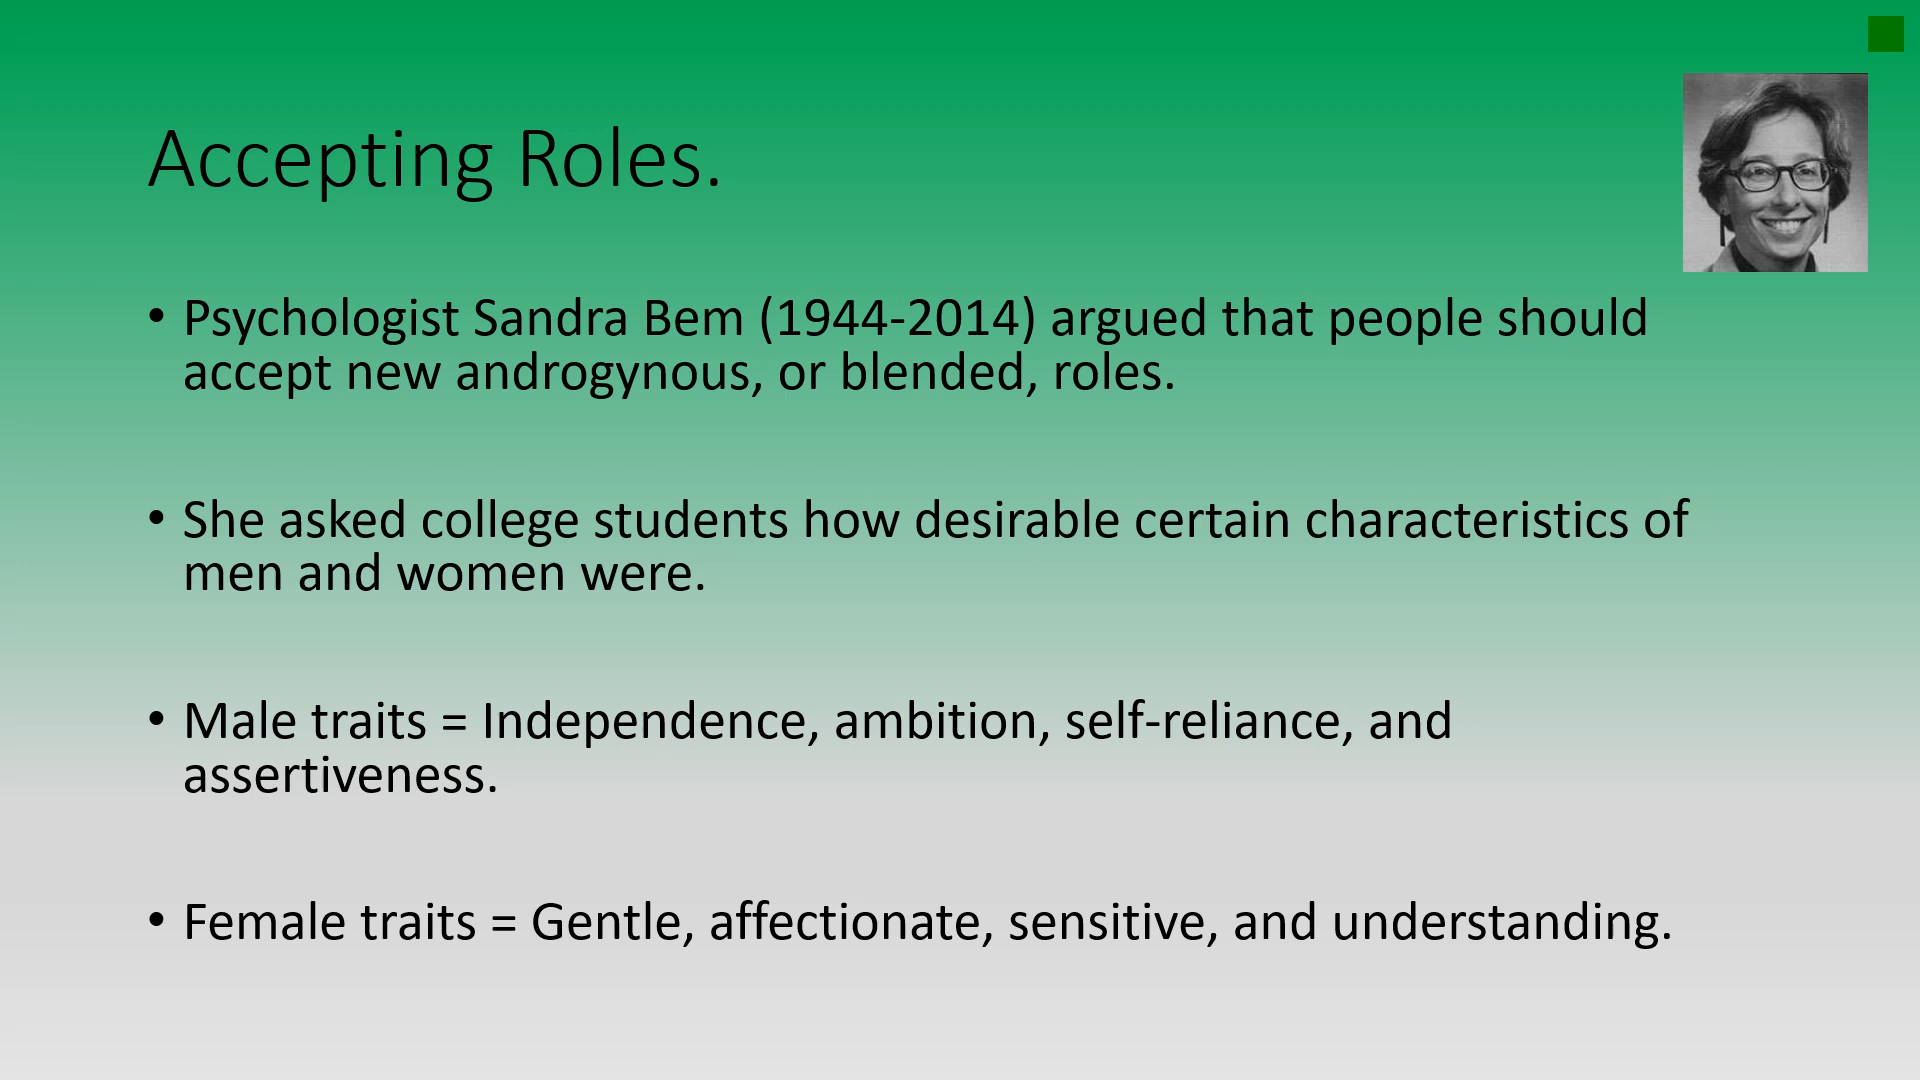 Accepting Roles.
• Psychologist Sandra Bem (1944-2014) argued that people should
accept new androgynous, or blended, roles.
• She asked college students how desirable certain characteristics of
men and women were.
• Male traits = Independence, ambition, self-reliance, and
assertiveness.
• Female traits = Gentle, affectionate, sensitive, and understanding.